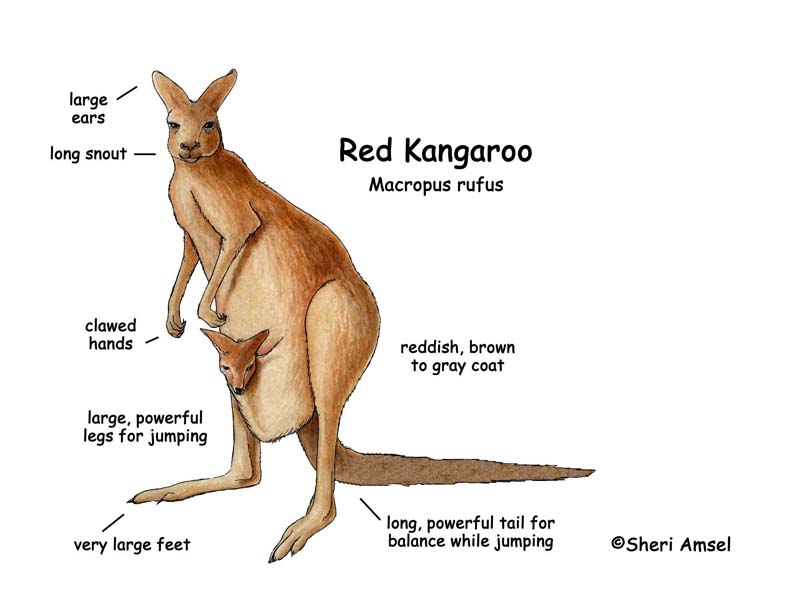 large
ears
long snout
Red Kangaroo
Macropus rufus
clawed
hands
reddish, brown
to gray coat
large, powerful
legs for jumping
very large feet
long, powerful tail for
balance while jumping
©Sheri Amsel